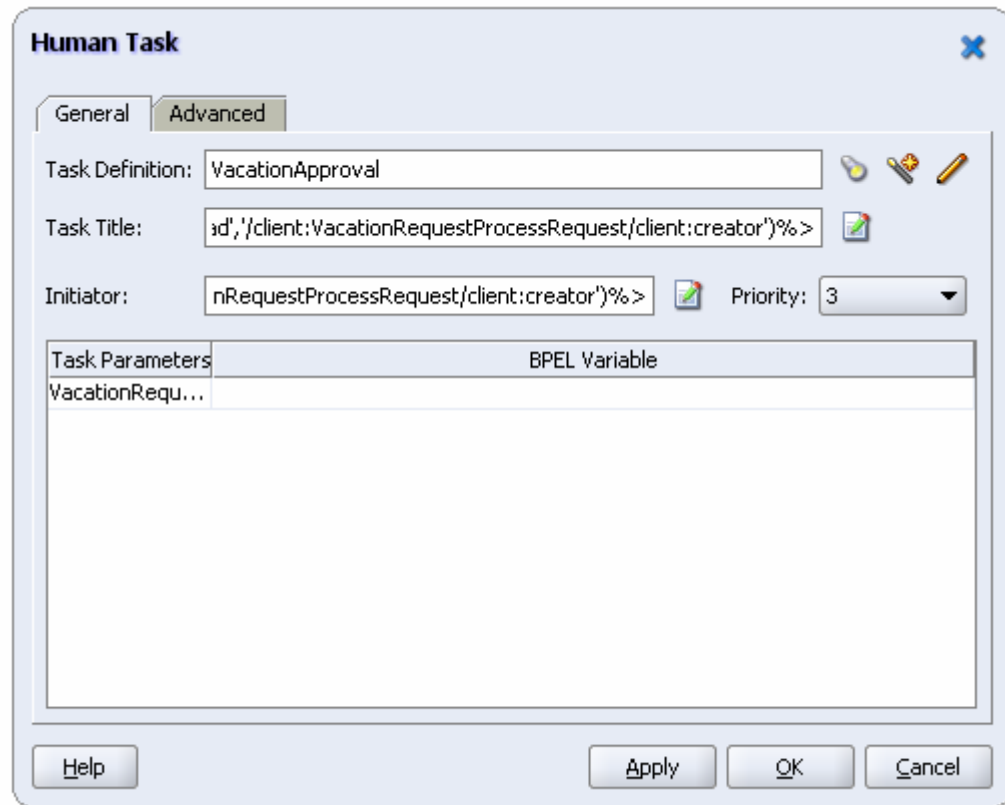 Human Task
General Advanced
Task Definition: VacationApproval
Task Title: ad','/client:VacationRequestProcessRequest/client:creator')%>
Initiator: nRequestProcessRequest/client:creator')%> Priority: 3
Task Parameters BPEL Variable
VacationRequ...
Help Apply OK Cancel